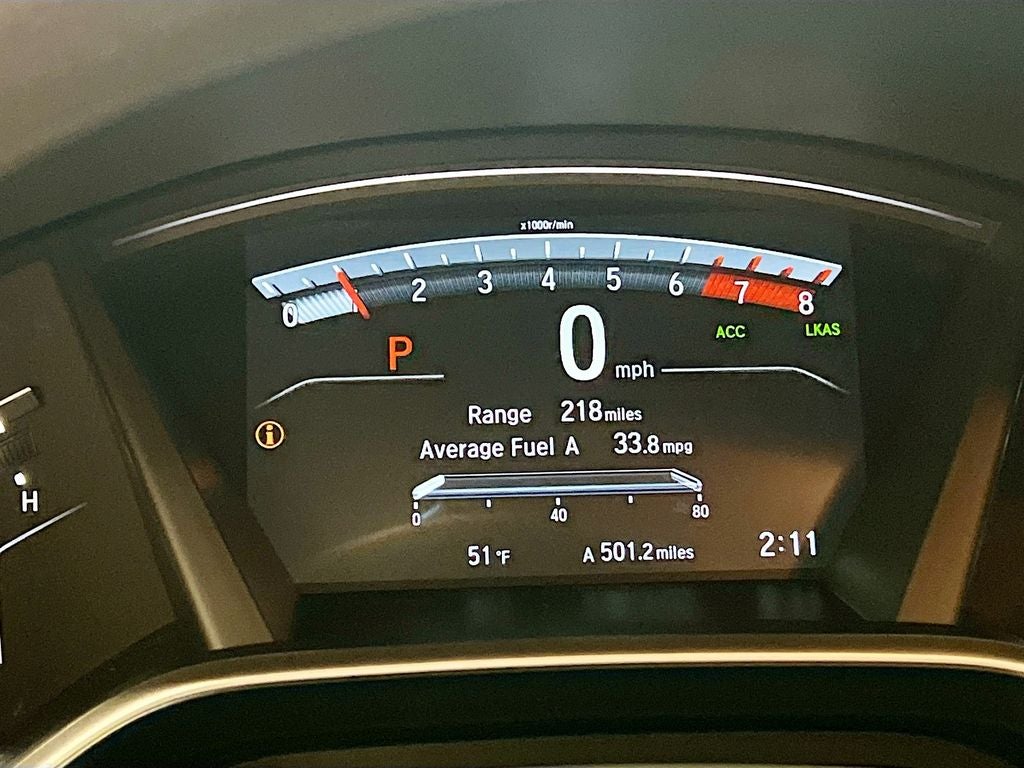 x1000r/min
0 2 3 4 5 6 7 8
ACC LKAS
P 0 mph
Range 218 miles
i
Average Fuel A 33.8 mpg
H
0 40 80
51°F A 501.2 miles 2:11